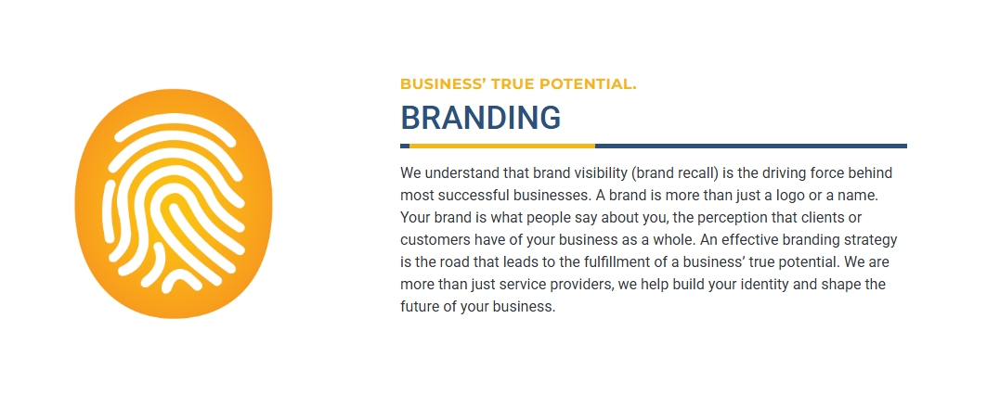 BUSINESS’ TRUE POTENTIAL.
BRANDING
We understand that brand visibility (brand recall) is the driving force behind
most successful businesses. A brand is more than just a logo or a name.
Your brand is what people say about you, the perception that clients or
customers have of your business as a whole. An effective branding strategy
is the road that leads to the fulfillment of a business’ true potential. We are
more than just service providers, we help build your identity and shape the
future of your business.